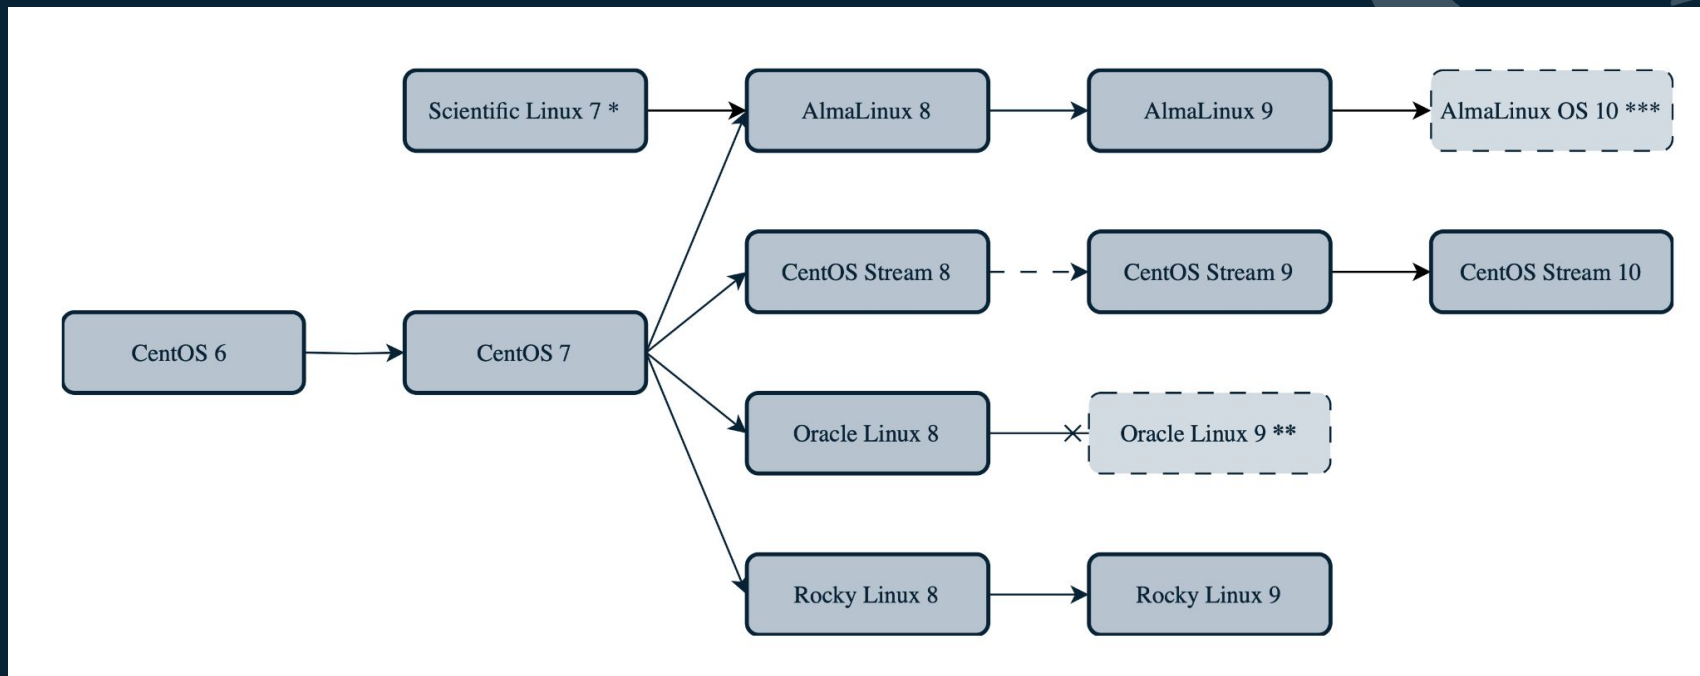 Scientific Linux 7 *
AlmaLinux 8
AlmaLinux 9
AlmaLinux OS 10 ***
CentOS Stream 8
CentOS Stream 9
CentOS Stream 10
CentOS 6
CentOS 7
Oracle Linux 8
Oracle Linux 9 **
Rocky Linux 8
Rocky Linux 9